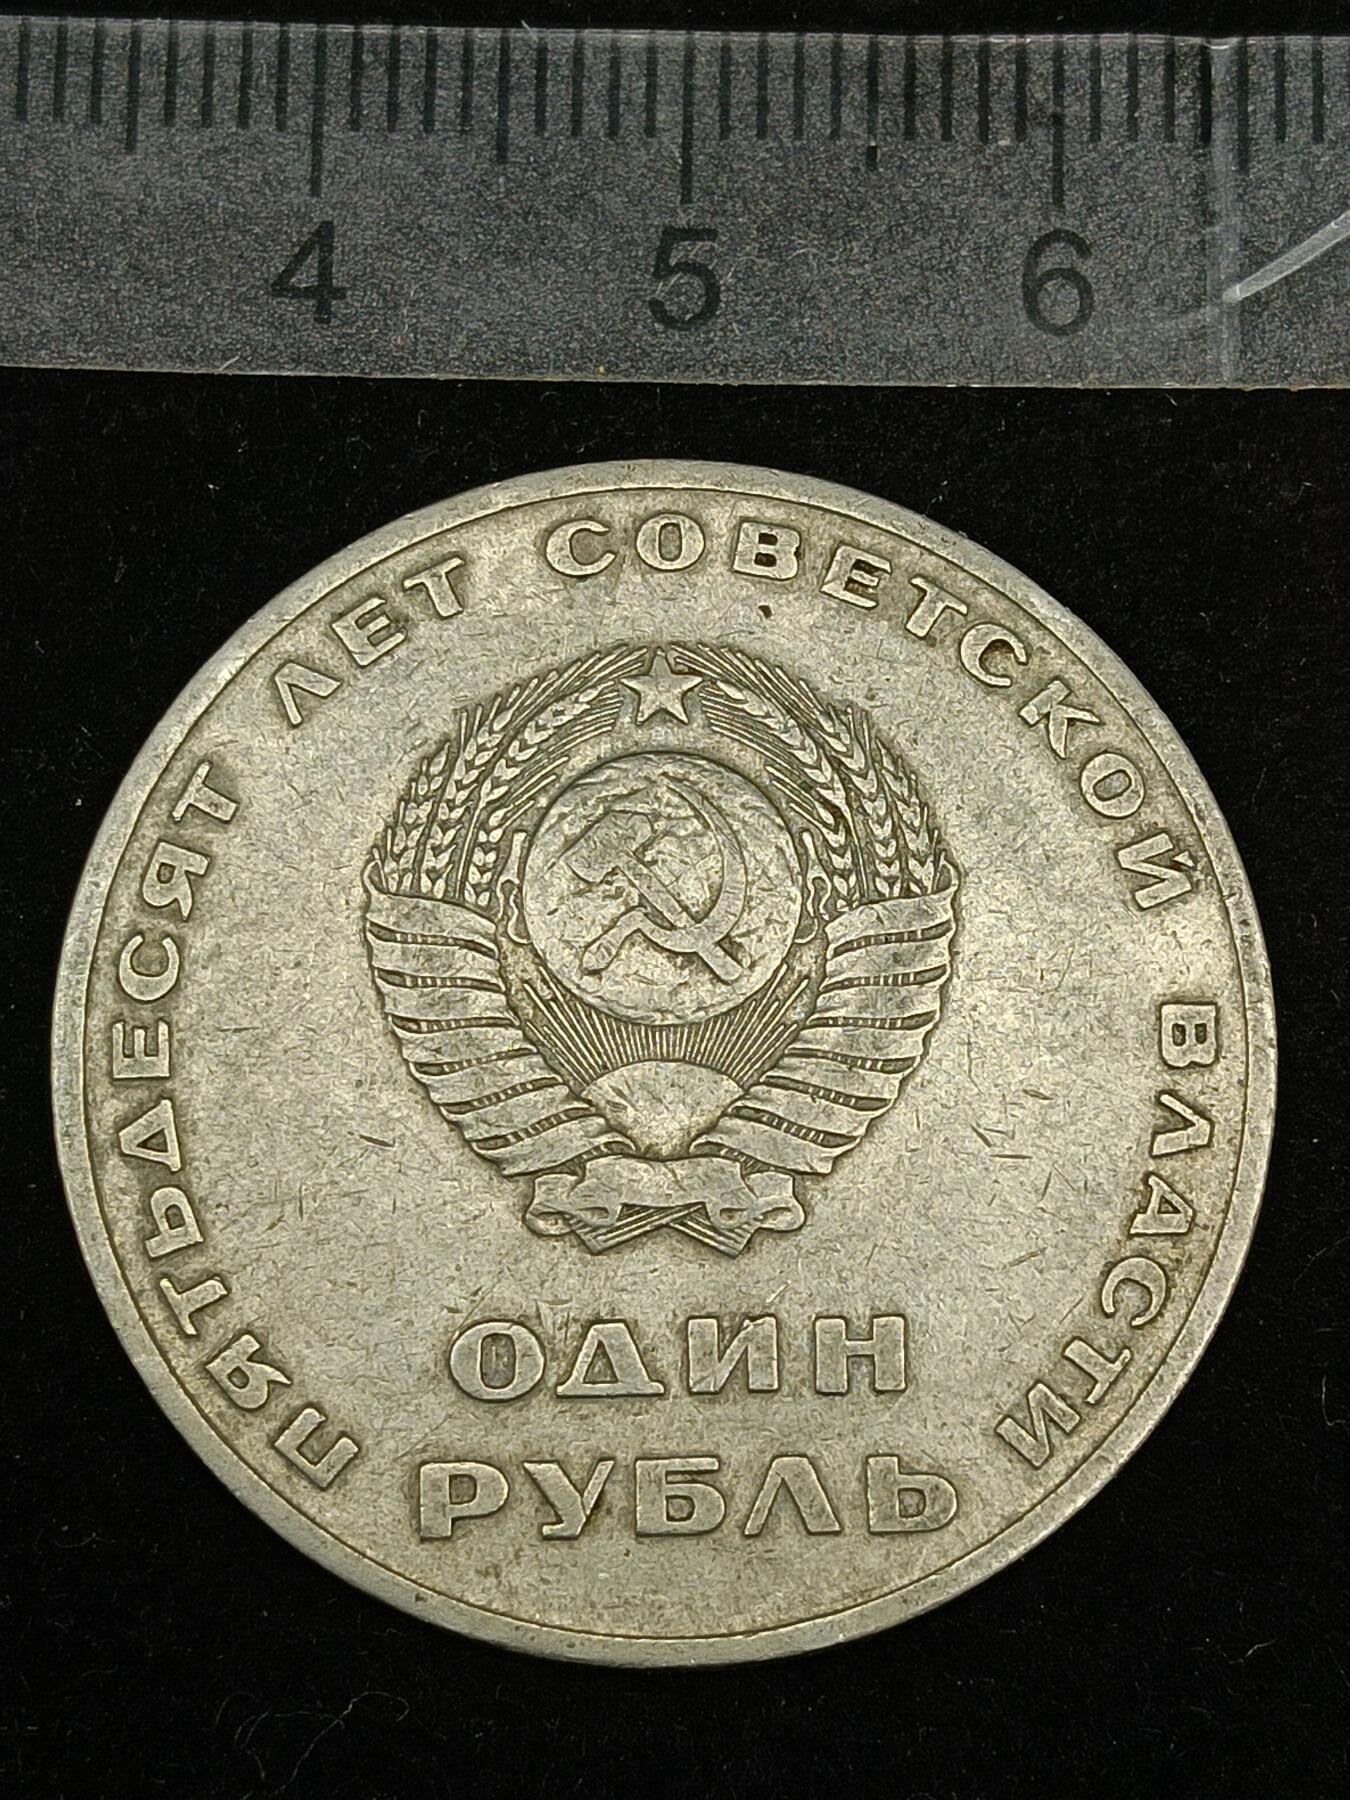 4 5 6
ПЯТЬДЕСЯТ ЛЕТ СОВЕТСКОЙ ВЛАСТИ
ОДИН
РУБЛЬ